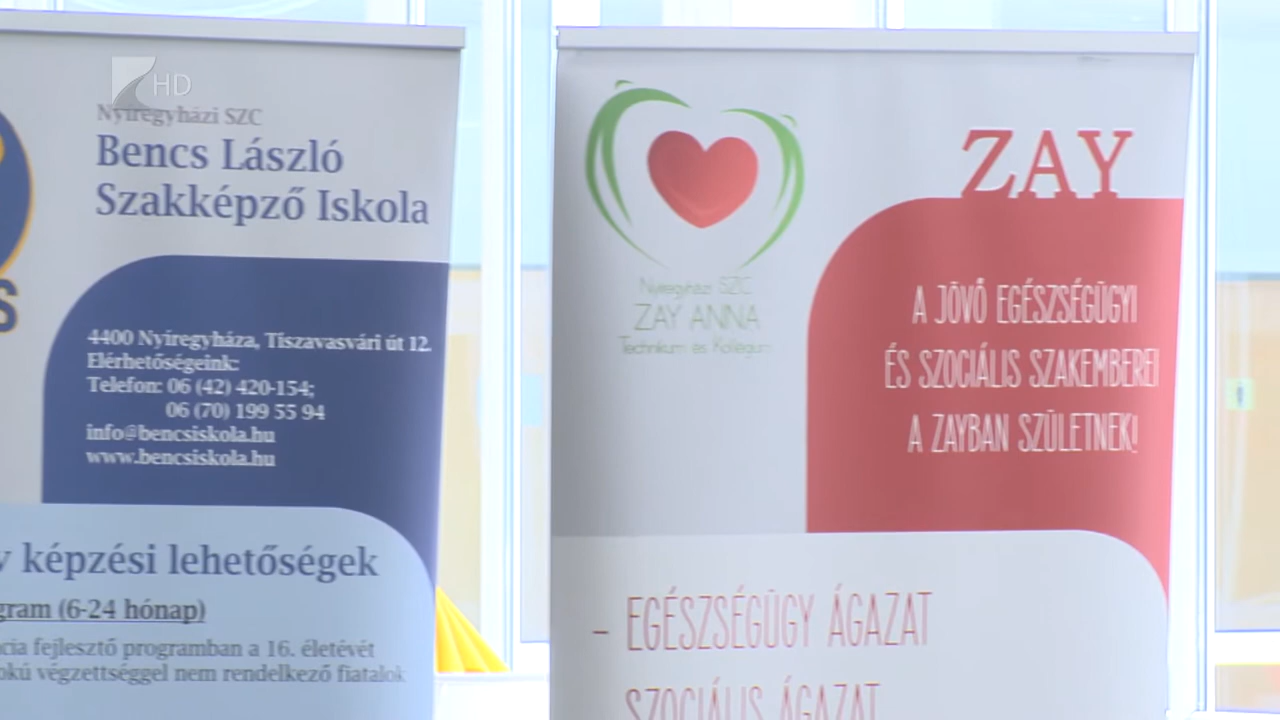 HD
Nyíregyházi SZC
Bencs László
Szakképző Iskola
4400 Nyíregyháza, Tiszavasvári út 12.
Elérhetőségeink:
Telefon: 06 (42) 420-154;
06 (70) 199 55 94
info@bencsiskola.hu
www.bencsiskola.hu
képzési lehetőségek
(6-24 hónap)
fejlesztő programban a 16. életévét
végzettséggel nem rendelkező fiatalok
ZAY
Nyíregyházi SZC
ZAY ANNA
Technikum és Kollégium
A JÖVŐ EGÉSZSÉGÜGYI
ÉS SZOCIÁLIS SZAKEMBEREI
A ZAYBAN SZÜLETNEK!
- EGÉSZSÉGÜGY ÁGAZAT
SZOCIÁLIS ÁGAZAT